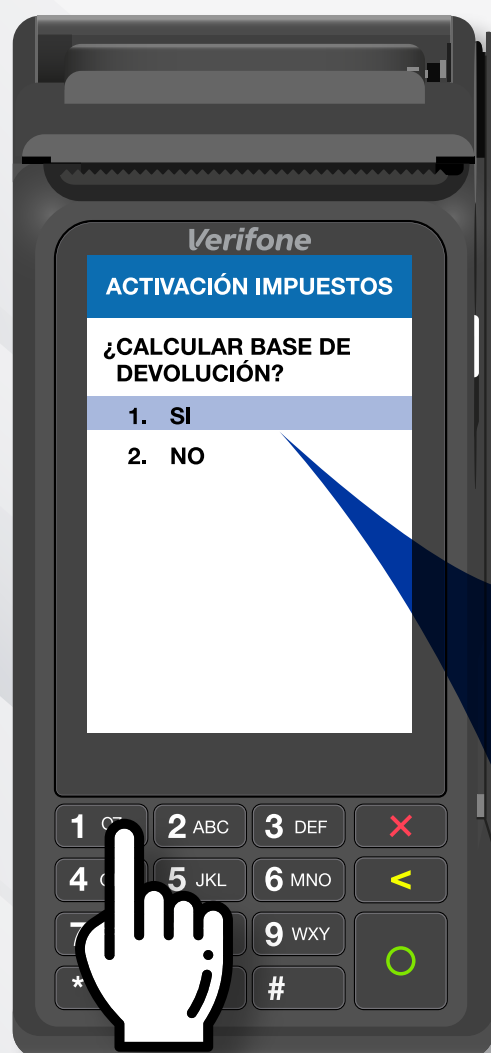 Verifone
ACTIVACIÓN IMPUESTOS
¿CALCULAR BASE DE
DEVOLUCIÓN?
1. SI
2. NO
1
2 ABC
3 DEF
4
5 JKL
6 MNO
<
7
9 WXY
*
#